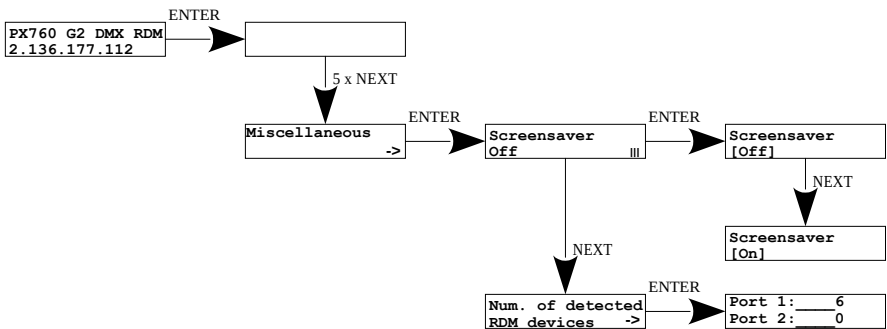 ENTER
PX760 G2 DMX RDM
2.136.177.112
5 x NEXT
Miscellaneous
->
ENTER
Screensaver
Off III
ENTER
Screensaver
[Off]
NEXT
Screensaver
[On]
NEXT
Num. of detected
RDM devices ->
ENTER
Port 1:____6
Port 2:____0